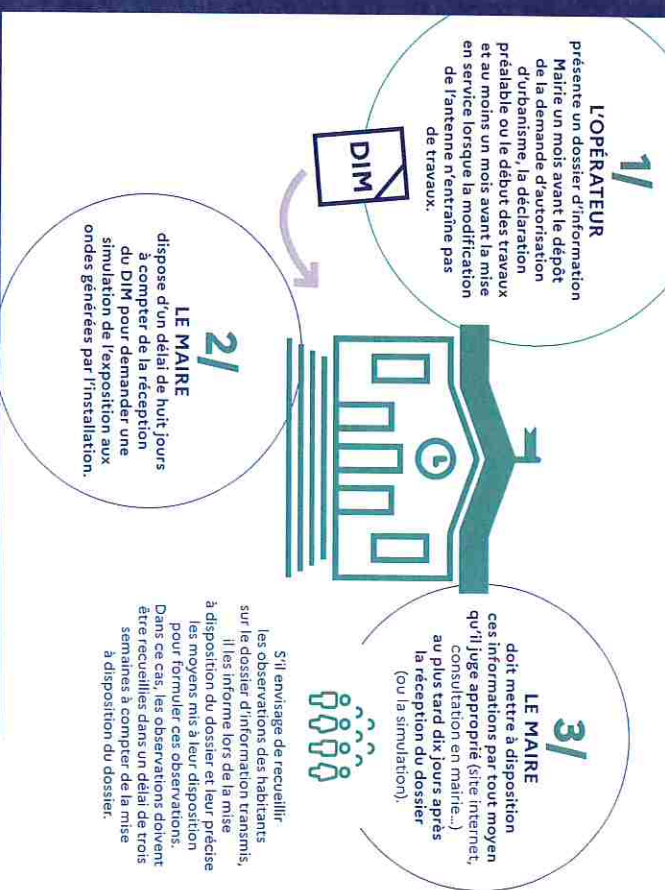 1/
L'OPÉRATEUR
présente un dossier d'information
Mairie un mois avant le dépôt
de la demande d'autorisation
d'urbanisme, la déclaration
préalable ou le début des travaux
et au moins un mois avant la mise
en service lorsque la modification
de l'antenne n'entraîne pas
de travaux.
DIM
2/
LE MAIRE
dispose d'un délai de huit jours
à compter de la réception
du DIM pour demander une
simulation de l'exposition aux
ondes générées par l'installation.
3/
LE MAIRE
doit mettre à disposition
ces informations par tout moyen
qu'il juge approprié (site internet,
consultation en mairie...)
au plus tard dix jours après
la réception du dossier
(ou la simulation).
S'il envisage de recueillir
les observations des habitants
sur le dossier d'information transmis,
il les informe lors de la mise
à disposition du dossier et leur précise
les moyens mis à leur disposition
pour formuler ces observations.
Dans ce cas, les observations doivent
être recueillies dans un délai de trois
semaines à compter de la mise
à disposition du dossier.